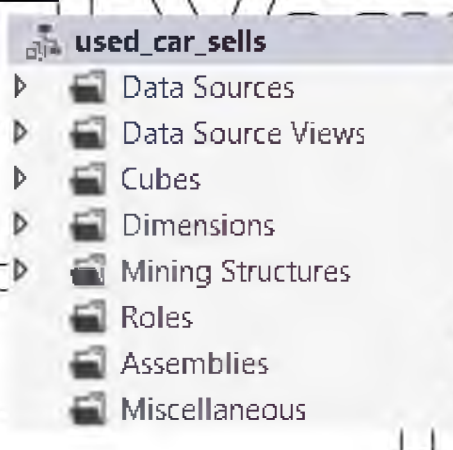 used_car_sells
Data Sources
Data Source Views
Cubes
Dimensions
Mining Structures
Roles
Assemblies
Miscellaneous